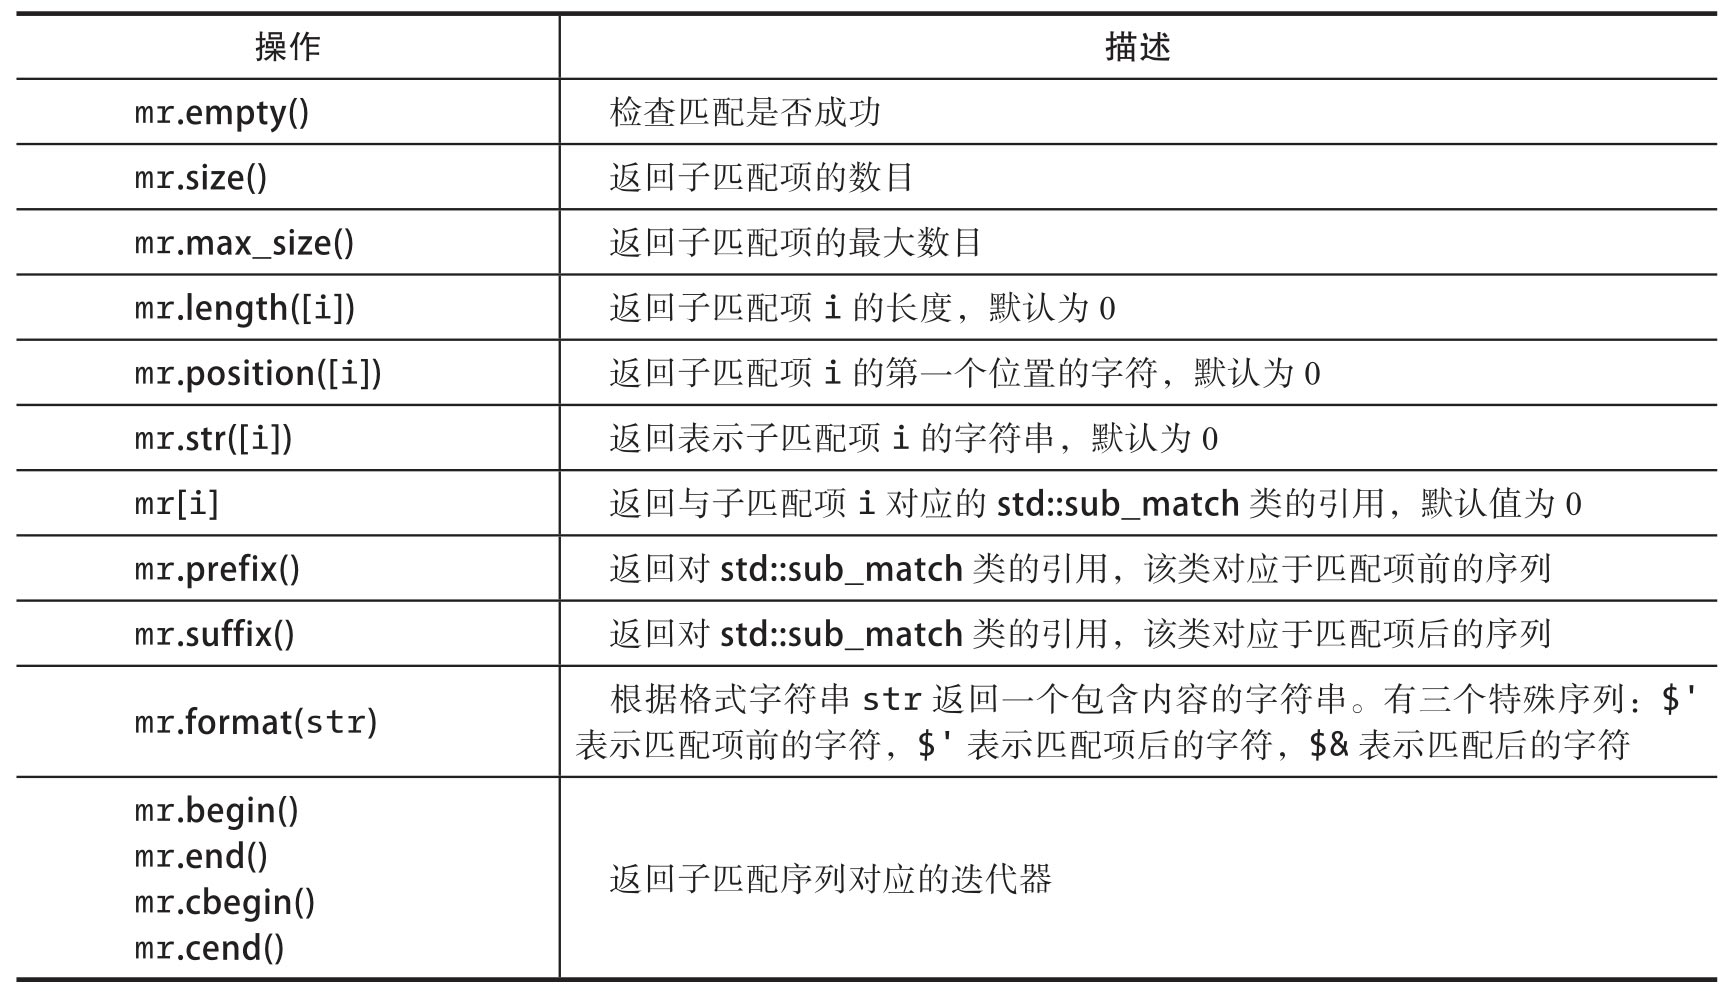 操作 描述
mr.empty() 检查匹配是否成功
mr.size() 返回子匹配项的数目
mr.max_size() 返回子匹配项的最大数目
mr.length([i]) 返回子匹配项 i 的长度，默认为 0
mr.position([i]) 返回子匹配项 i 的第一个位置的字符，默认为 0
mr.str([i]) 返回表示子匹配项 i 的字符串，默认为 0
mr[i] 返回与子匹配项 i 对应的 std::sub_match 类的引用，默认值为 0
mr.prefix() 返回对 std::sub_match 类的引用，该类对应于匹配项前的序列
mr.suffix() 返回对 std::sub_match 类的引用，该类对应于匹配项后的序列
mr.format(str) 根据格式字符串 str 返回一个包含内容的字符串。有三个特殊序列：$'
表示匹配项前的字符，$' 表示匹配项后的字符，$& 表示匹配后的字符
mr.begin()
mr.end()
mr.cbegin()
mr.cend()
返回子匹配序列对应的迭代器